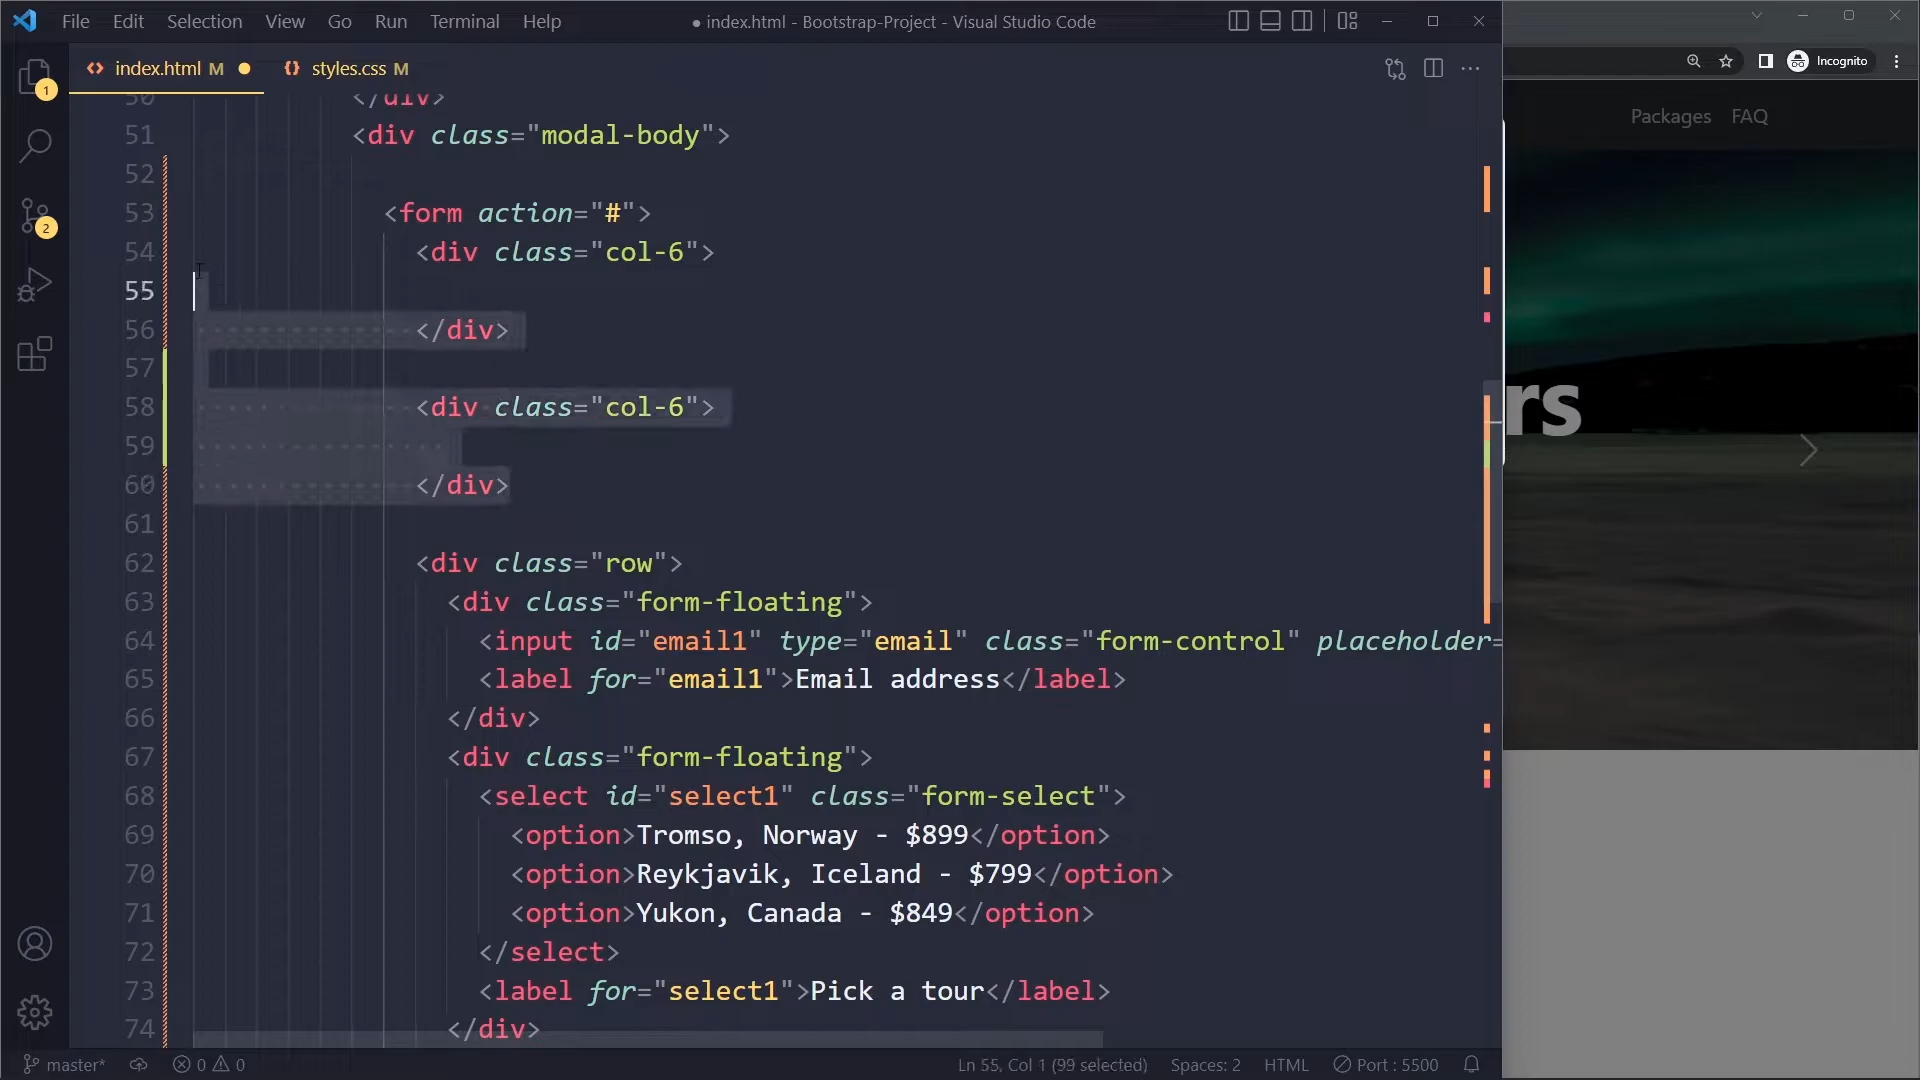 File Edit Selection View Go Run Terminal Help
● index.html - Bootstrap-Project - Visual Studio Code
index.html M ●
styles.css M
Incognito
1
2
50 </div>
51 <div class="modal-body">
52
53 <form action="#">
54 <div class="col-6">
55
56 </div>
57
58 <div class="col-6">
59
60 </div>
61
62 <div class="row">
63 <div class="form-floating">
64 <input id="email1" type="email" class="form-control" placeholder=
65 <label for="email1">Email address</label>
66 </div>
67 <div class="form-floating">
68 <select id="select1" class="form-select">
69 <option>Tromso, Norway - $899</option>
70 <option>Reykjavik, Iceland - $799</option>
71 <option>Yukon, Canada - $849</option>
72 </select>
73 <label for="select1">Pick a tour</label>
74 </div>
Packages FAQ
rs
master* 0 0 Ln 55, Col 1 (99 selected) Spaces: 2 HTML Port : 5500